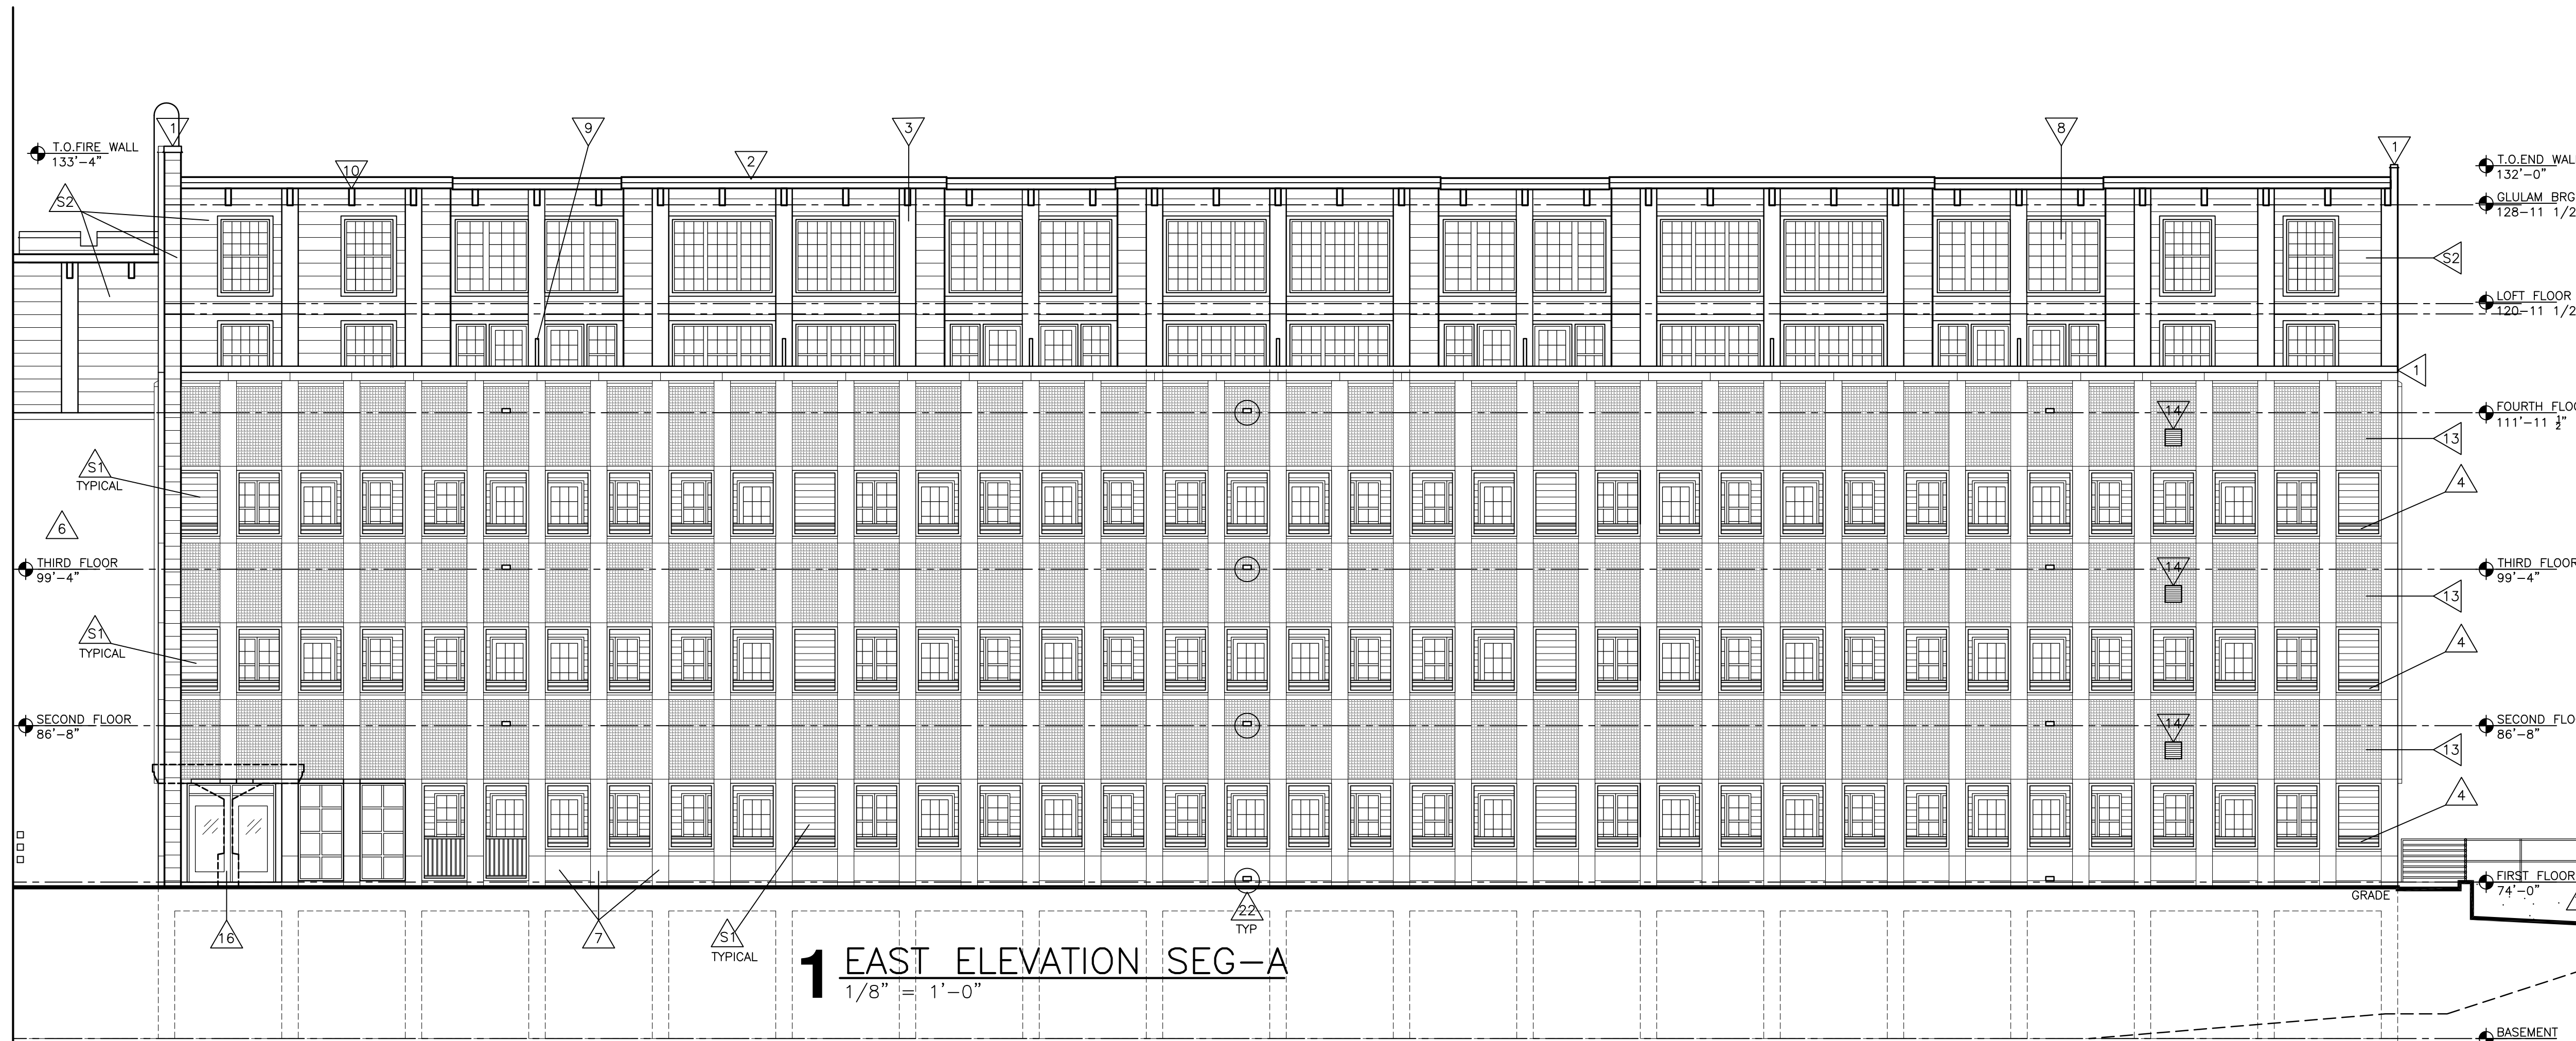 1
9
3
8
1
T.O.FIRE WALL
133'-4"
10
2
T.O.END WAL
132'-0"
S2
GLULAM BRG
128-11 1/2
S2
LOFT FLOOR
120-11 1/2
1
14
FOURTH FLO
111'-11 1/2"
13
S1
TYPICAL
4
6
THIRD FLOOR
99'-4"
14
THIRD FLOOR
99'-4"
13
S1
TYPICAL
4
SECOND FLOOR
86'-8"
14
SECOND FLO
86'-8"
13
4
FIRST FLOOR
74'-0"
GRADE
16
7
S1
TYPICAL
22
TYP
1 EAST ELEVATION SEG-A
1/8" = 1'-0"
BASEMENT